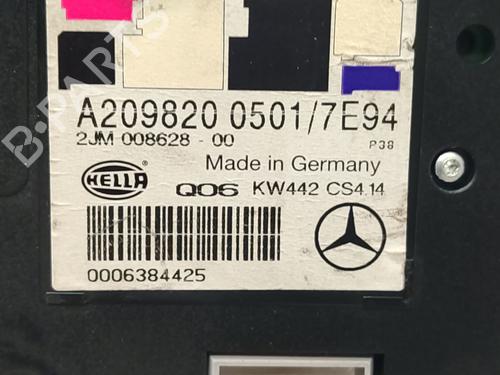 A209820 0501/7E94
2JM 008628 - 00
P38
Made in Germany
HELLA
Q06 KW442 CS4.14
0006384425
B-PARTS